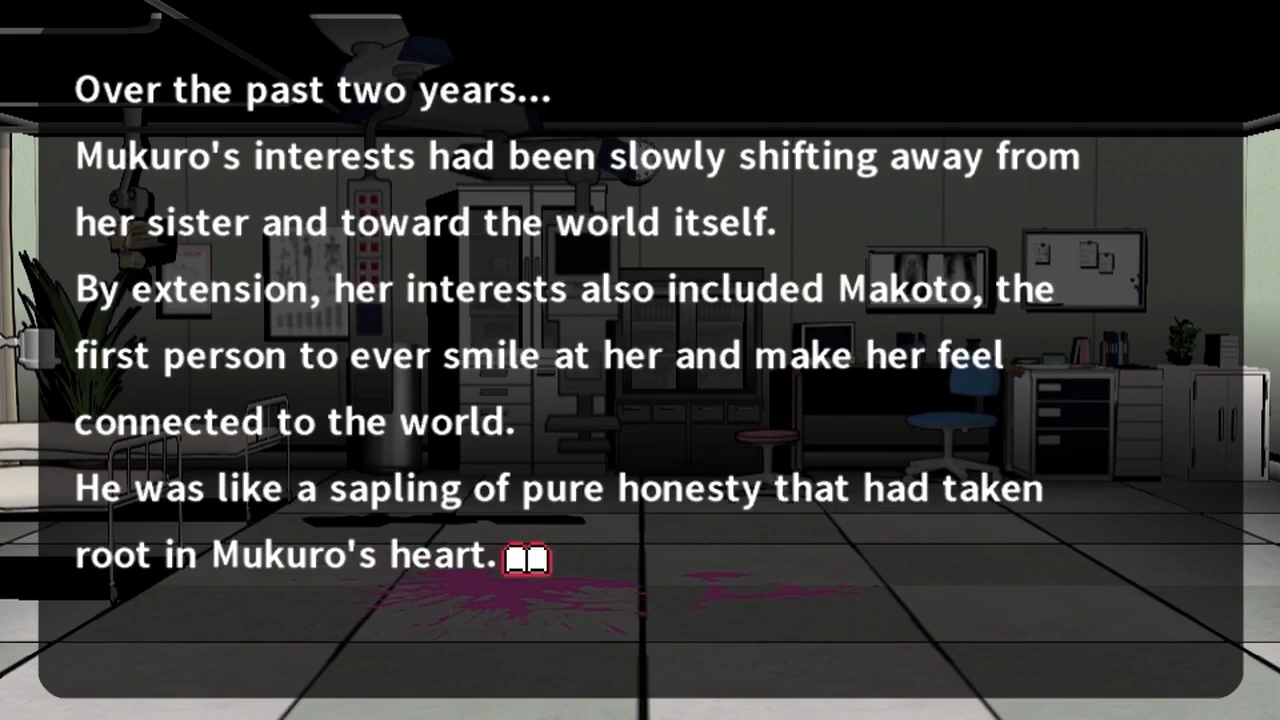 Over the past two years...
Mukuro's interests had been slowly shifting away from
her sister and toward the world itself.
By extension, her interests also included Makoto, the
first person to ever smile at her and make her feel
connected to the world.
He was like a sapling of pure honesty that had taken
root in Mukuro's heart.